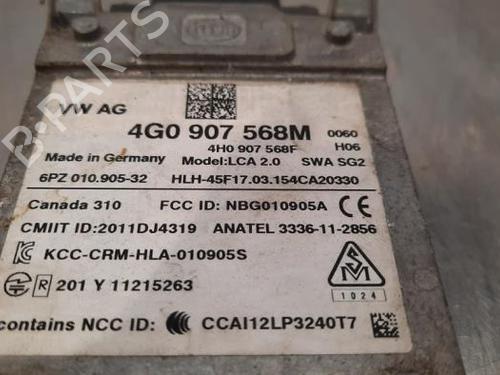 HELLA
B-PARTS
VW AG
4G0 907 568M 0060
4H0 907 568F H06
Made in Germany Model:LCA 2.0 SWA SG2
6PZ 010.905-32 HLH-45F17.03.154CA20330
Canada 310 FCC ID: NBG010905A CE
CMIIT ID:2011DJ4319 ANATEL 3336-11-2856
KCC-CRM-HLA-010905S
R 201 Y 11215263
1024
contains NCC ID: CCAI12LP3240T7